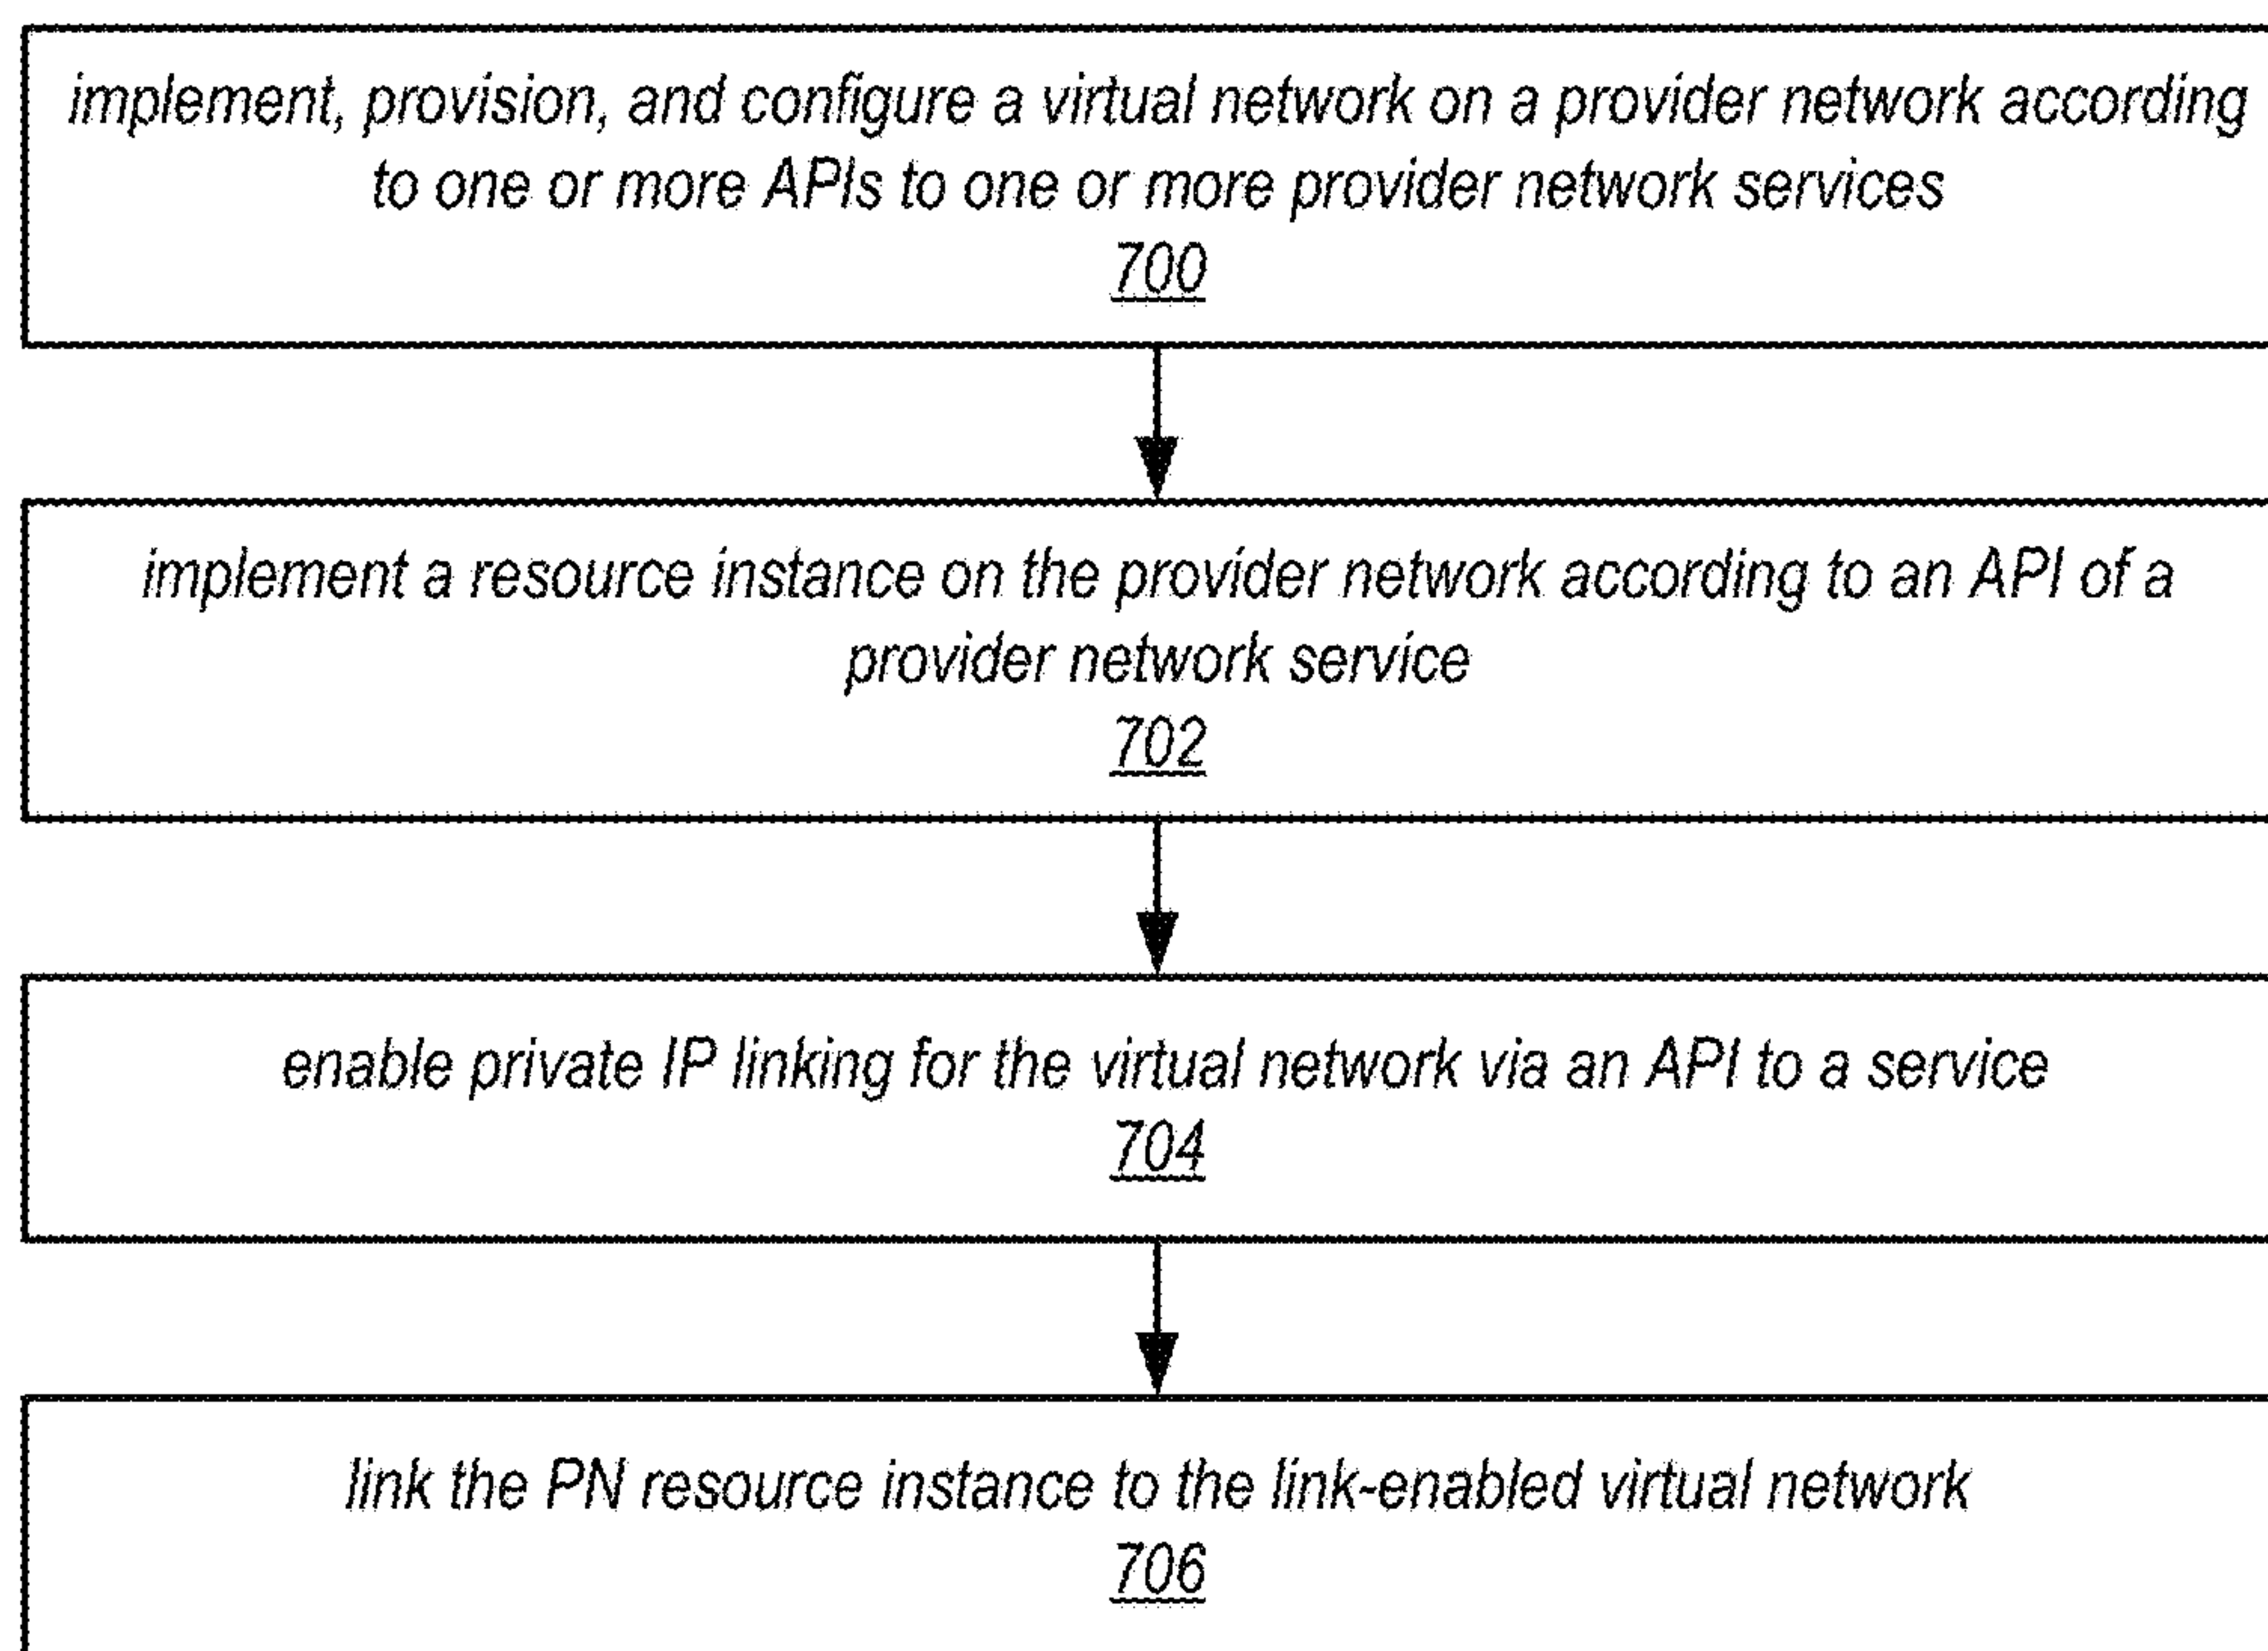 implement, provision, and configure a virtual network on a provider network according
to one or more APIs to one or more provider network services
700
implement a resource instance on the provider network according to an API of a
provider network service
702
enable private IP linking for the virtual network via an API to a service
704
link the PN resource instance to the link-enabled virtual network
706